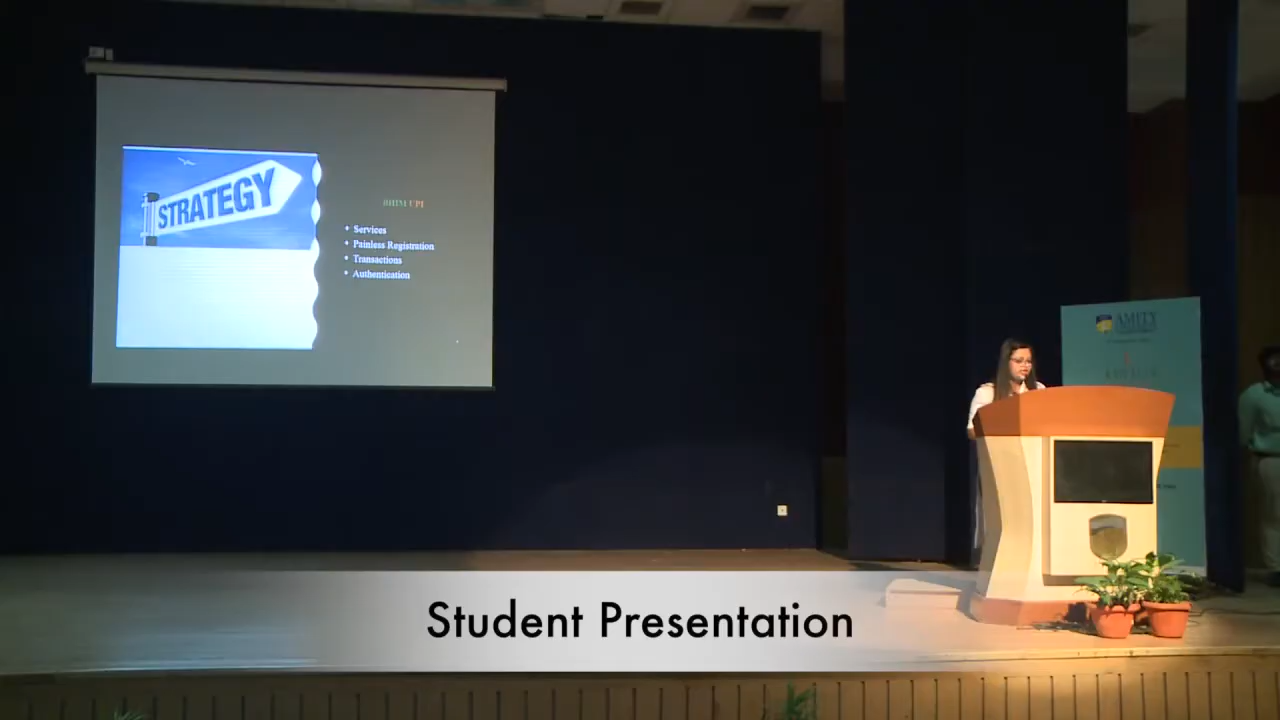 STRATEGY
BHIM UPI
• Services
• Painless Registration
• Transactions
• Authentication
AMITY
Student Presentation